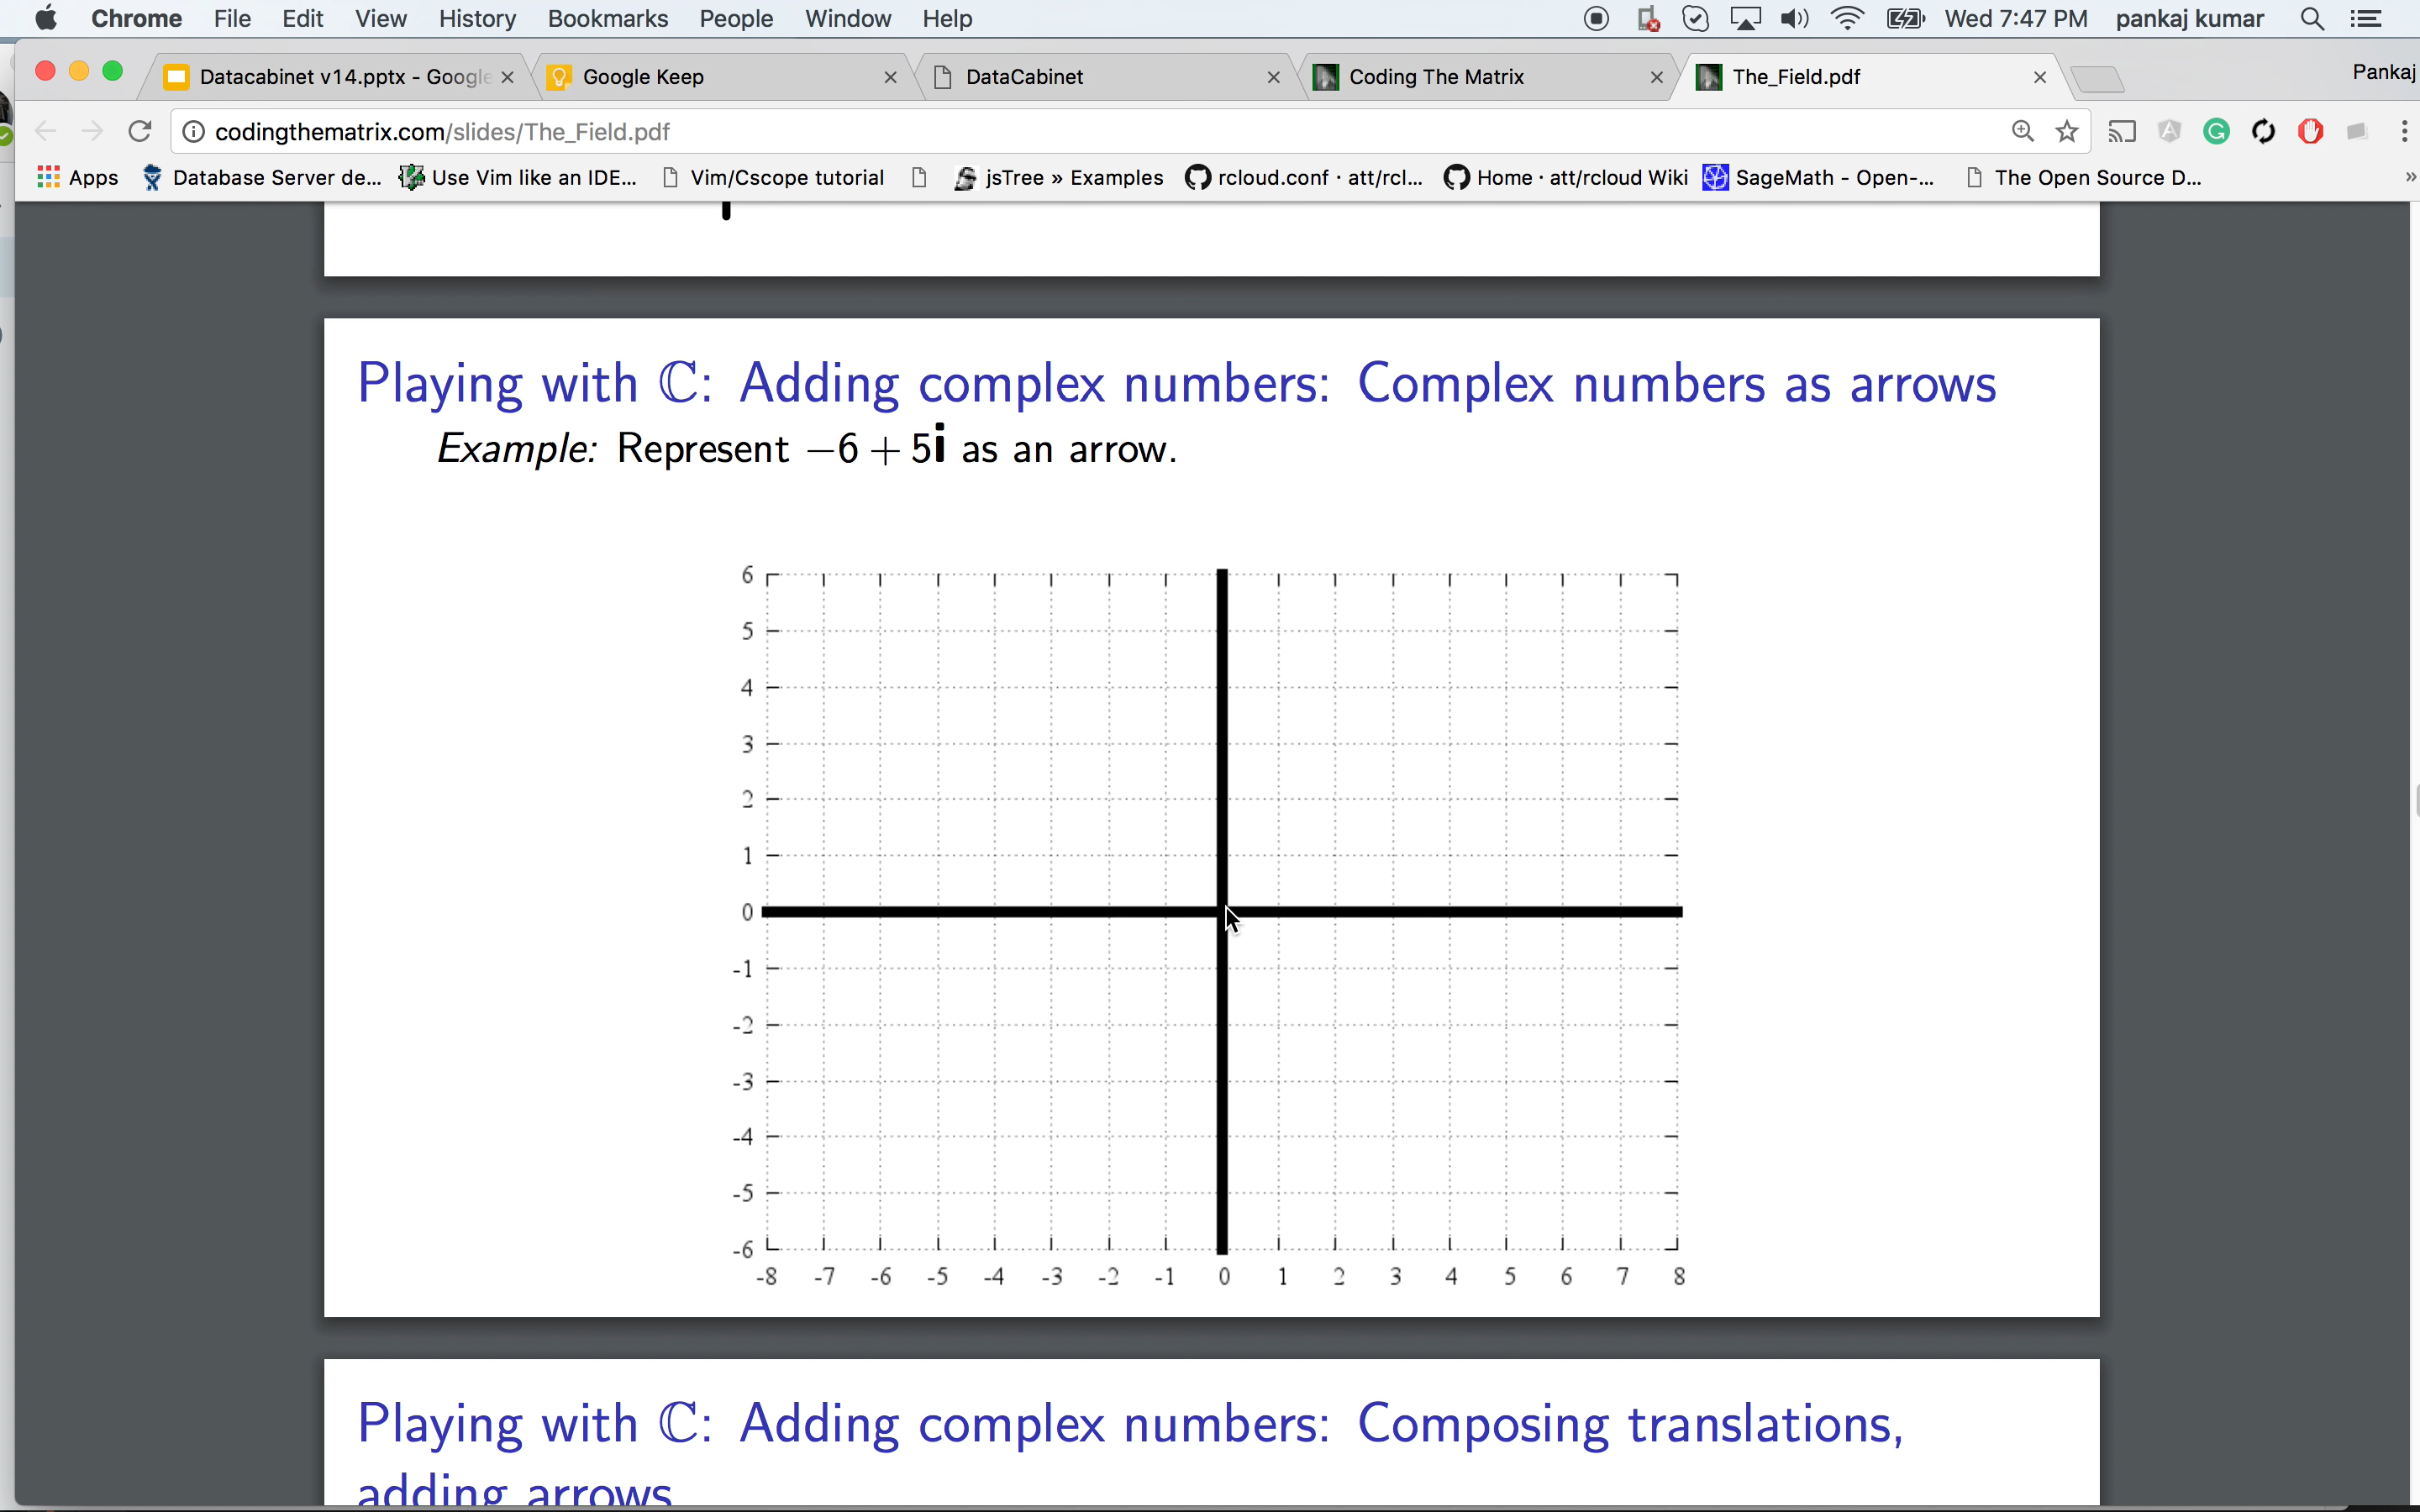 Chrome File Edit View History Bookmarks People Window Help Wed 7:47 PM pankaj kumar
Datacabinet v14.pptx - Google Google Keep DataCabinet Coding The Matrix The_Field.pdf Pankaj
codingthematrix.com/slides/The_Field.pdf
Apps Database Server de... Use Vim like an IDE... Vim/Cscope tutorial jsTree » Examples rcloud.conf · att/rcl... Home · att/rcloud Wiki SageMath - Open-... The Open Source D... »
Playing with ℂ: Adding complex numbers: Complex numbers as arrows
Example: Represent −6 + 5i as an arrow.
6
5
4
3
2
1
0
-1
-2
-3
-4
-5
-6
-8 -7 -6 -5 -4 -3 -2 -1 0 1 2 3 4 5 6 7 8
Playing with ℂ: Adding complex numbers: Composing translations,
adding arrows